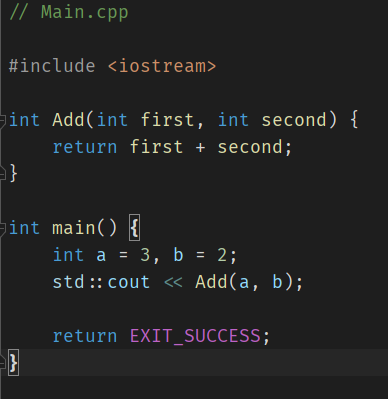 // Main.cpp
#include <iostream>
int Add(int first, int second) {
    return first + second;
}
int main() {
    int a = 3, b = 2;
    std::cout << Add(a, b);
    return EXIT_SUCCESS;
}